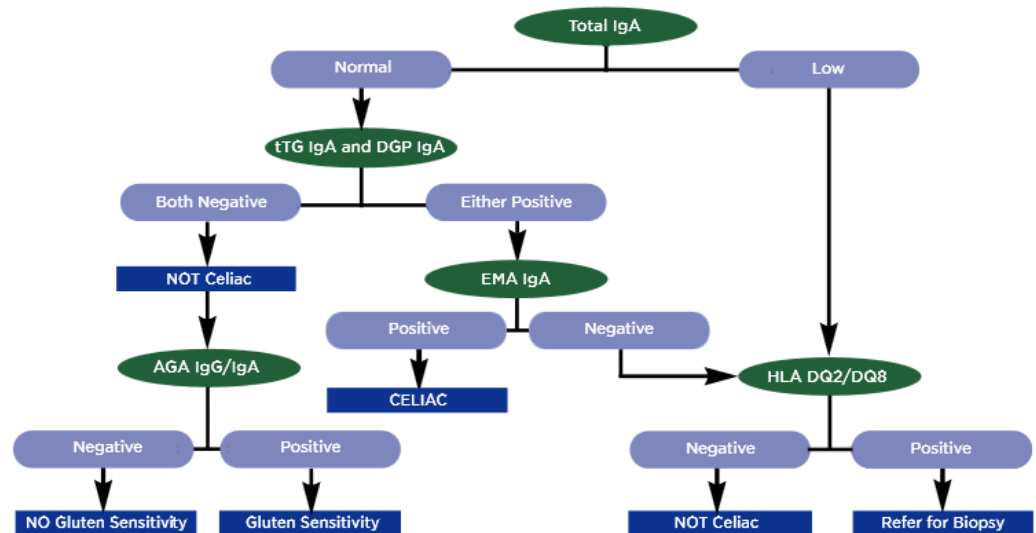 Total IgA
Normal
Low
tTG IgA and DGP IgA
Both Negative
Either Positive
NOT Celiac
EMA IgA
Positive
Negative
AGA IgG/IgA
HLA DQ2/DQ8
CELIAC
Negative
Positive
Negative
Positive
NO Gluten Sensitivity
Gluten Sensitivity
NOT Celiac
Refer for Biopsy